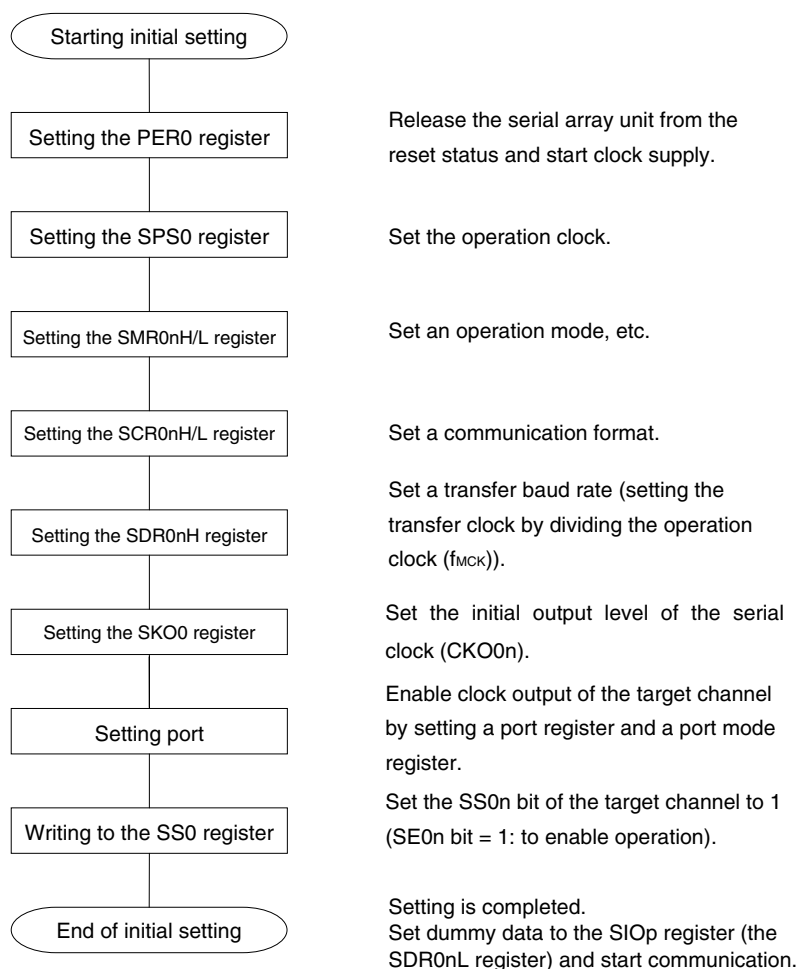 Starting initial setting
Setting the PER0 register
Release the serial array unit from the
reset status and start clock supply.
Setting the SPS0 register
Set the operation clock.
Setting the SMR0nH/L register
Set an operation mode, etc.
Setting the SCR0nH/L register
Set a communication format.
Setting the SDR0nH register
Set a transfer baud rate (setting the
transfer clock by dividing the operation
clock (fMCK)).
Setting the SKO0 register
Set the initial output level of the serial
clock (CKO0n).
Setting port
Enable clock output of the target channel
by setting a port register and a port mode
register.
Writing to the SS0 register
Set the SS0n bit of the target channel to 1
(SE0n bit = 1: to enable operation).
End of initial setting
Setting is completed.
Set dummy data to the SIOp register (the
SDR0nL register) and start communication.